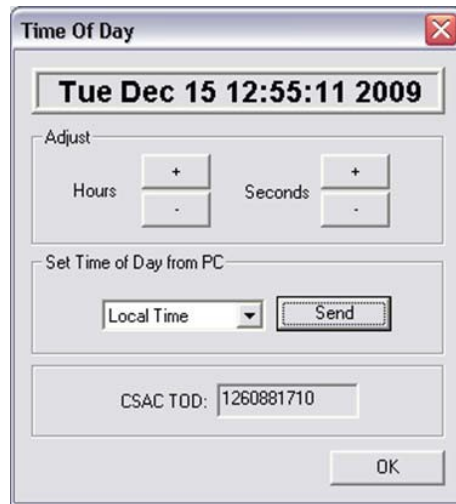 Time Of Day
Tue Dec 15 12:55:11 2009
Adjust
Hours + - Seconds + -
Set Time of Day from PC
Local Time Send
CSAC TOD: 1260881710
OK